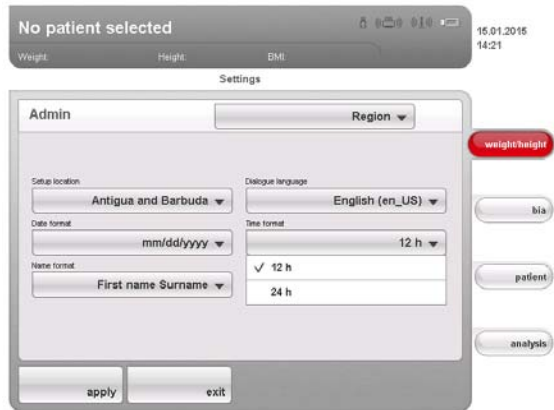 No patient selected
15.01.2015
14:21
Weight: Height: BMI:
Settings
Admin
Region
weight/height
Setup location
Antigua and Barbuda
Dialogue language
English (en_US)
bia
Date format
mm/dd/yyyy
Time format
12 h
12 h
24 h
Name format
First name Surname
patient
analysis
apply
exit